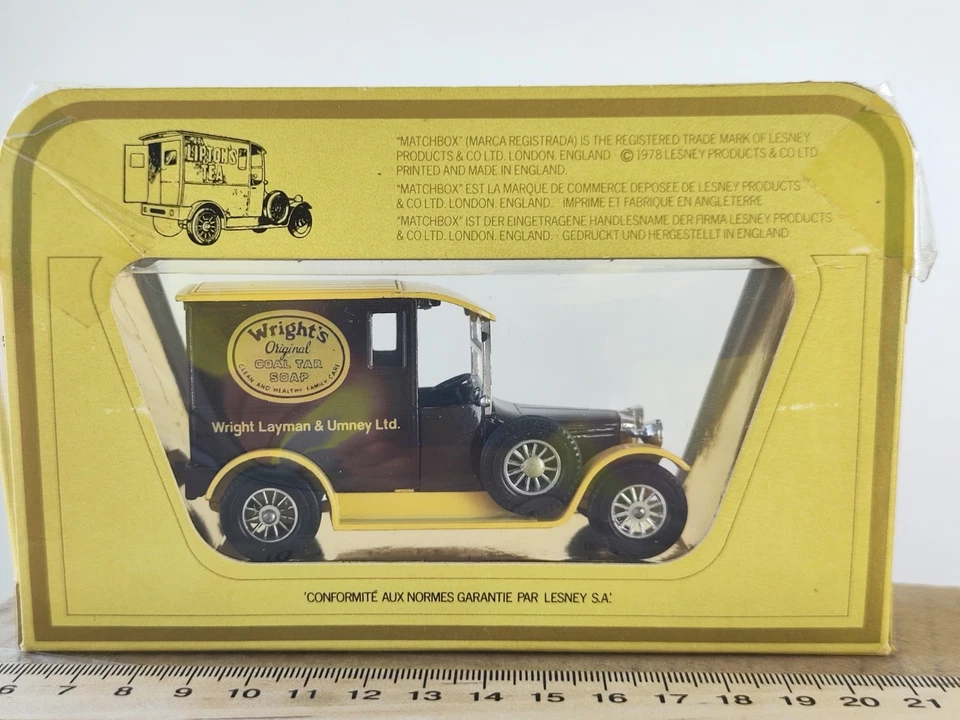 LIPTON'S
TEA
"MATCHBOX" (MARCA REGISTRADA) IS THE REGISTERED TRADE MARK OF LESNEY
PRODUCTS & CO LTD. LONDON. ENGLAND © 1978 LESNEY PRODUCTS & CO LTD
PRINTED AND MADE IN ENGLAND.
"MATCHBOX" EST LA MARQUE DE COMMERCE DEPOSEE DE LESNEY PRODUCTS
& CO LTD. LONDON ENGLAND. IMPRIME ET FABRIQUE EN ANGLETERRE
"MATCHBOX" IST DER EINGETRAGENE HANDLESNAME DER FIRMA LESNEY PRODUCTS
& CO LTD. LONDON. ENGLAND. GEDRUCKT UND HERGESTELLT IN ENGLAND.
Wright's
Original
COAL TAR
SOAP
CLEAN AND HEALTHY FAMILY CARE
Wright Layman & Umney Ltd.
'CONFORMITÉ AUX NORMES GARANTIE PAR LESNEY S.A.'
6 7 8 9 10 11 12 13 14 15 16 17 18 19 20 21